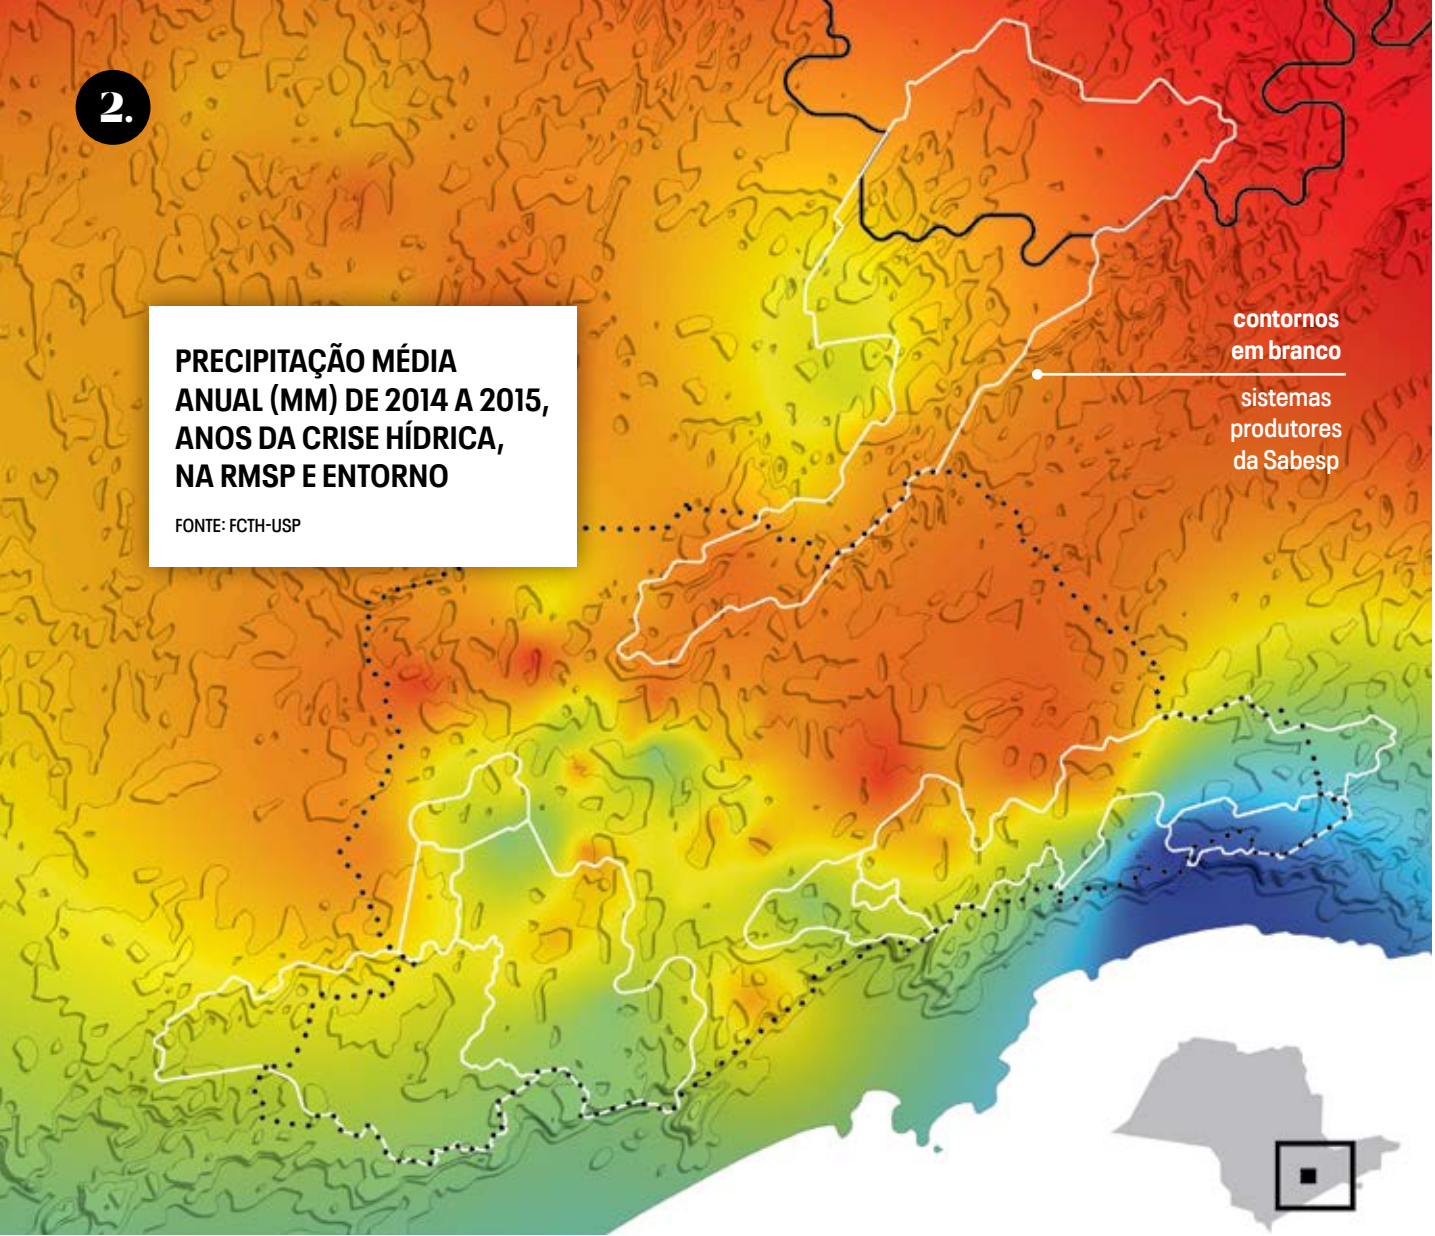 2.
PRECIPITAÇÃO MÉDIA
ANUAL (MM) DE 2014 A 2015,
ANOS DA CRISE HÍDRICA,
NA RMSP E ENTORNO
FONTE: FCTH-USP
contornos
em branco
sistemas
produtores
da Sabesp